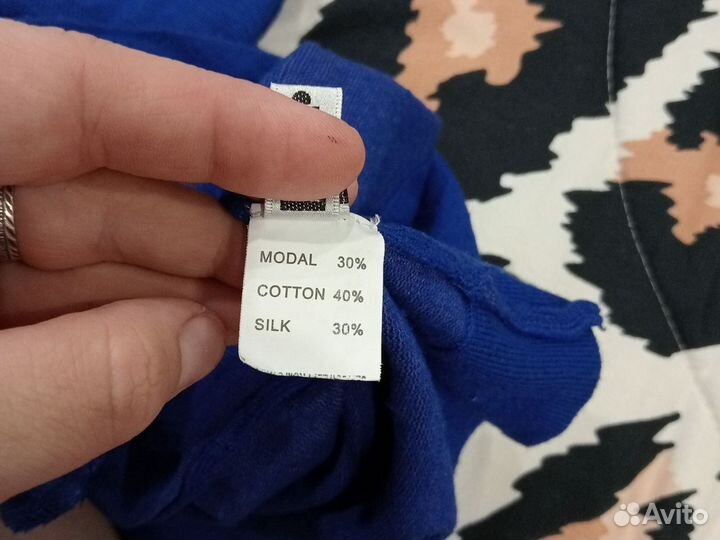 MODAL 30%
COTTON 40%
SILK 30%
Avito